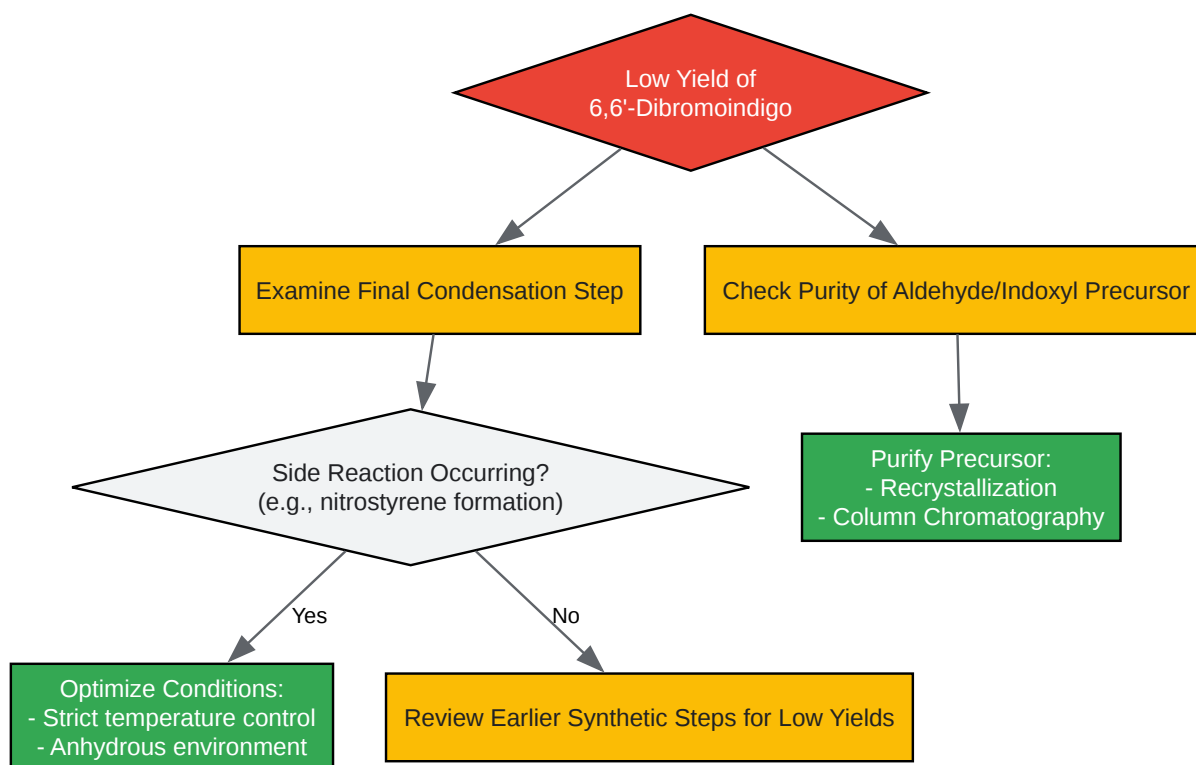 Low Yield of
6,6'-Dibromoindigo
Examine Final Condensation Step
Check Purity of Aldehyde/Indoxyl Precursor
Side Reaction Occurring?
(e.g., nitrostyrene formation)
Purify Precursor:
- Recrystallization
- Column Chromatography
Yes
No
Optimize Conditions:
- Strict temperature control
- Anhydrous environment
Review Earlier Synthetic Steps for Low Yields